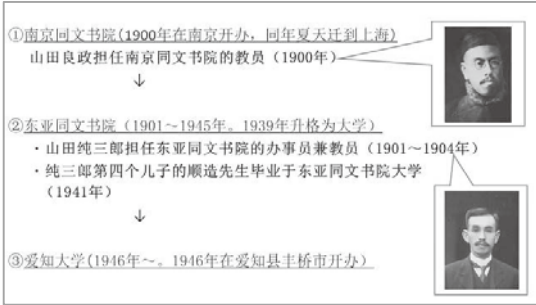 ①南京同文书院(1900年在南京开办，同年夏天迁到上海)
山田良政担任南京同文书院的教员（1900年）
↓
②东亚同文书院（1901～1945年。1939年升格为大学）
・山田纯三郎担任东亚同文书院的办事员兼教员（1901～1904年）
・纯三郎第四个儿子的顺造先生毕业于东亚同文书院大学
（1941年）
↓
③爱知大学(1946年～。1946年在爱知县丰桥市开办）